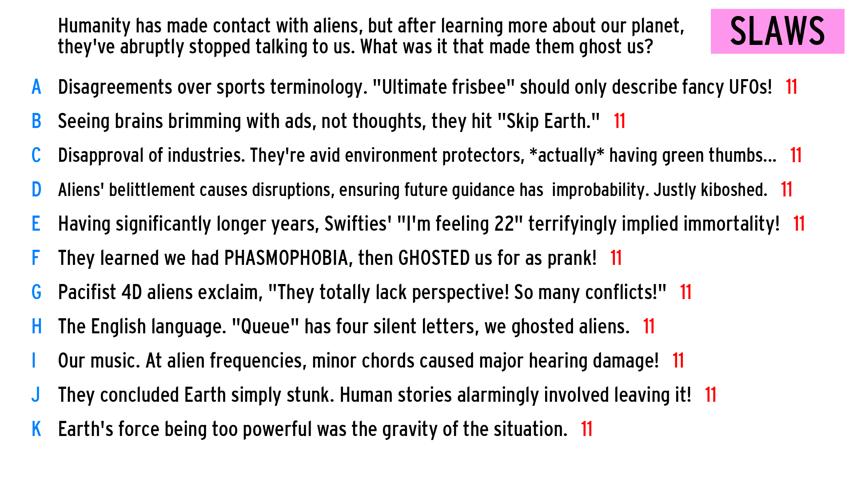 Humanity has made contact with aliens, but after learning more about our planet,
they've abruptly stopped talking to us. What was it that made them ghost us?
SLAWS
A Disagreements over sports terminology. "Ultimate frisbee" should only describe fancy UFOs! 11
B Seeing brains brimming with ads, not thoughts, they hit "Skip Earth." 11
C Disapproval of industries. They're avid environment protectors, *actually* having green thumbs... 11
D Aliens' belittlement causes disruptions, ensuring future guidance has improbability. Justly kiboshed. 11
E Having significantly longer years, Swifties' "I'm feeling 22" terrifyingly implied immortality! 11
F They learned we had PHASMOPHOBIA, then GHOSTED us for as prank! 11
G Pacifist 4D aliens exclaim, "They totally lack perspective! So many conflicts!" 11
H The English language. "Queue" has four silent letters, we ghosted aliens. 11
I Our music. At alien frequencies, minor chords caused major hearing damage! 11
J They concluded Earth simply stunk. Human stories alarmingly involved leaving it! 11
K Earth's force being too powerful was the gravity of the situation. 11